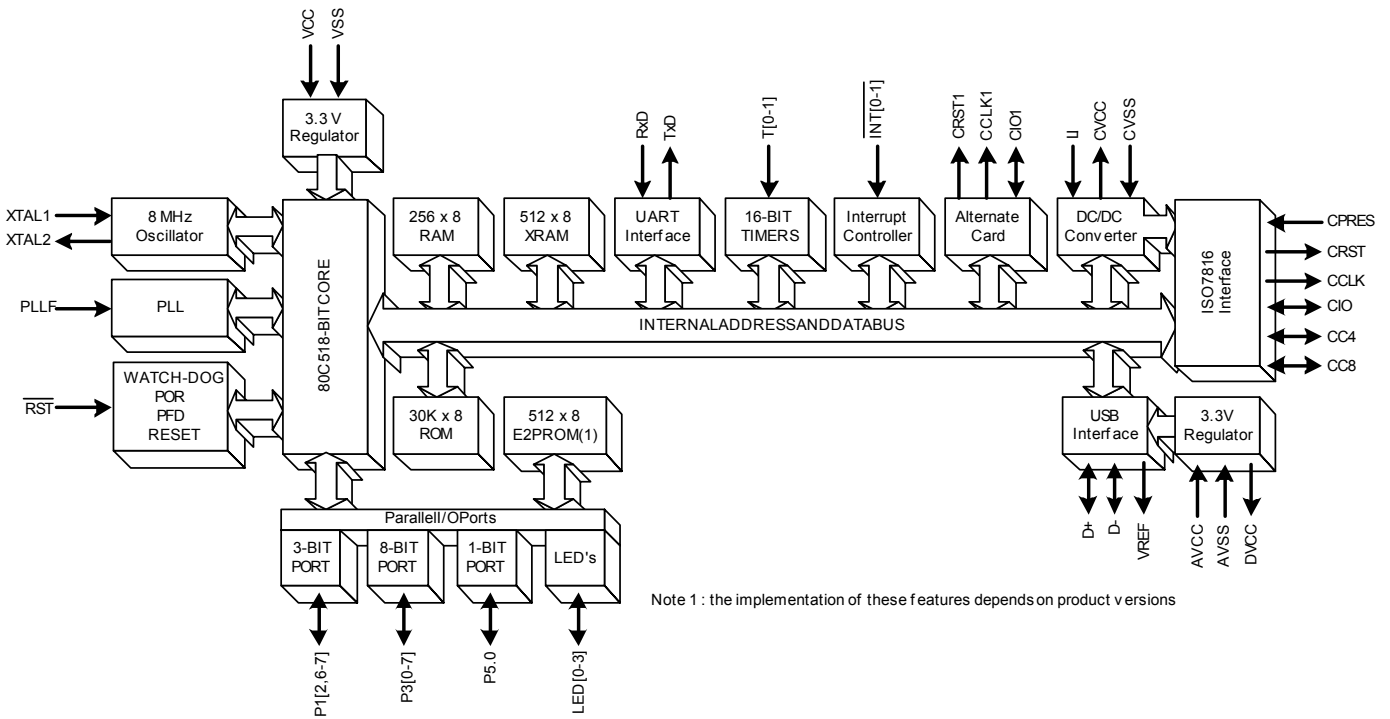 VCC
VSS
3.3 V
Regulator
XTAL1
XTAL2
8 MHz
Oscillator
PLLF
PLL
RST
WATCH-DOG
POR
PFD
RESET
80C518-BITCORE
256 x 8
RAM
512 x 8
XRAM
RxD
TxD
UART
Interface
T[0-1]
16-BIT
TIMERS
INT[0-1]
Interrupt
Controller
CRST1
CCLK1
CIO1
Alternate
Card
LI
CVCC
CVSS
DC/DC
Converter
ISO7816
Interface
CPRES
CRST
CCLK
CIO
CC4
CC8
INTERNALADDRESSANDDATABUS
30K x 8
ROM
512 x 8
E2PROM(1)
USB
Interface
3.3V
Regulator
D+
D-
VREF
AVCC
AVSS
DVCC
ParallelI/OPorts
3-BIT
PORT
8-BIT
PORT
1-BIT
PORT
LED's
P1[2,6-7]
P3[0-7]
P5.0
LED[0-3]
Note 1 : the implementation of these features depends on product versions